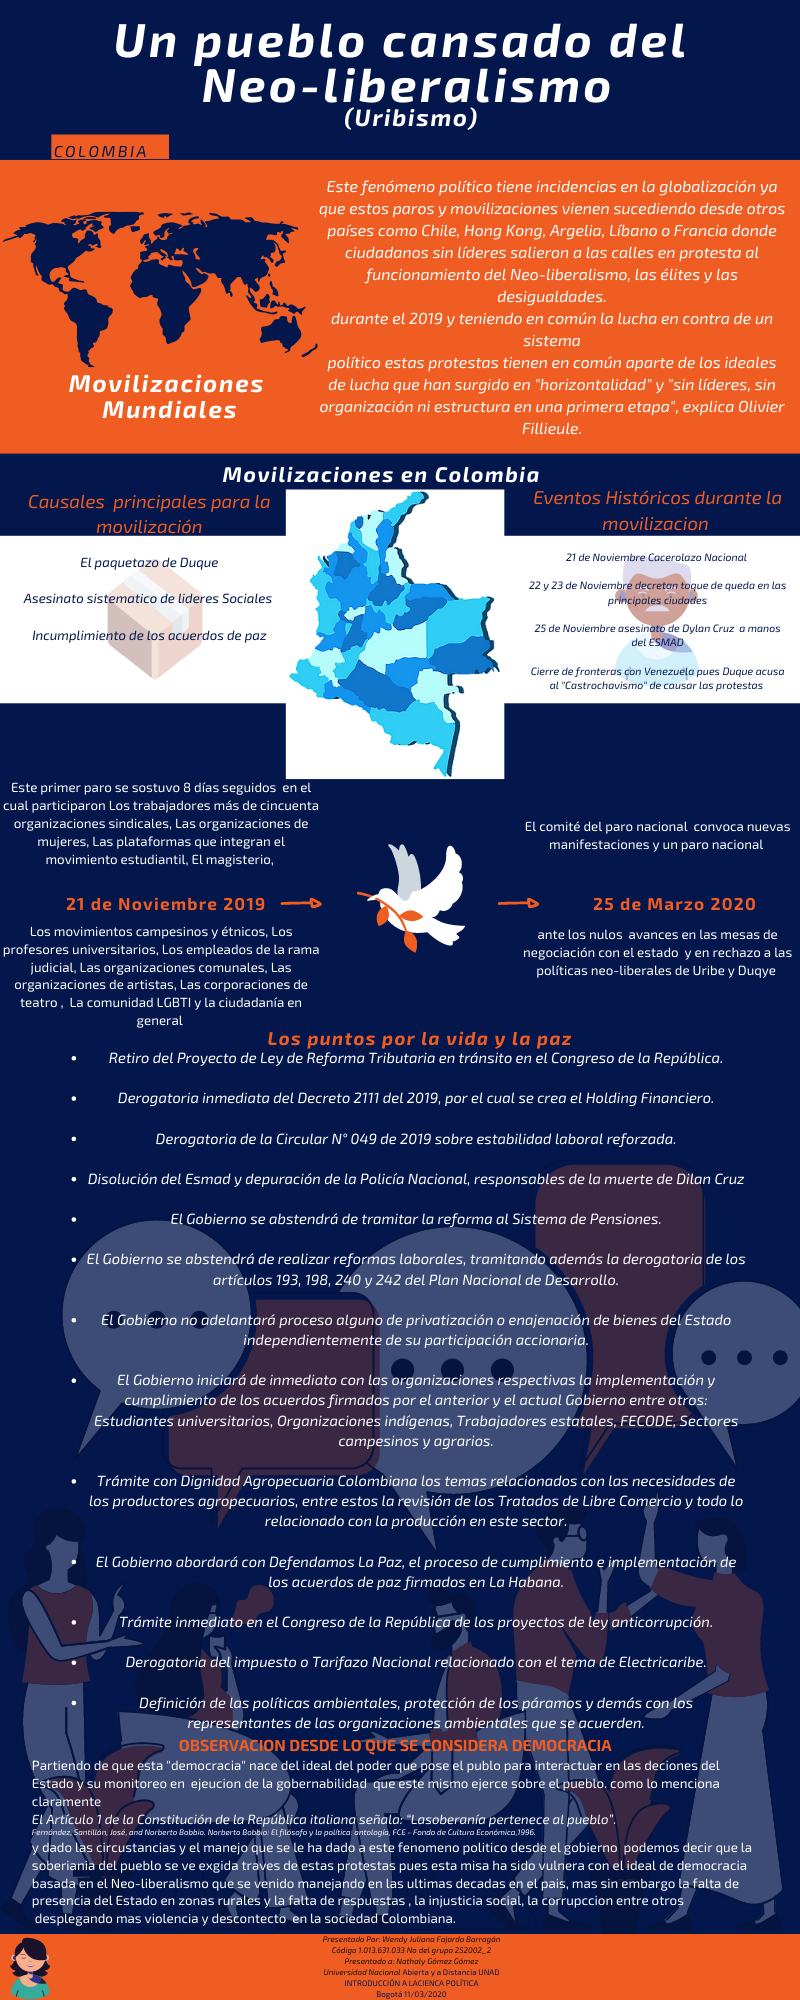 Un pueblo cansado del
Neo-liberalismo
(Uribismo)
COLOMBIA
Este fenómeno político tiene incidencias en la globalización ya
que estos paros y movilizaciones vienen sucediendo desde otros
países como Chile, Hong Kong, Argelia, Líbano o Francia donde
ciudadanos sin líderes salieron a las calles en protesta al
funcionamiento del Neo-liberalismo, las élites y las
desigualdades.
durante el 2019 y teniendo en común la lucha en contra de un
sistema
político estas protestas tienen en común aparte de los ideales
de lucha que han surgido en "horizontalidad" y "sin líderes, sin
organización ni estructura en una primera etapa", explica Olivier
Fillieule.
Movilizaciones
Mundiales
Movilizaciones en Colombia
Causales principales para la
movilización
El paquetazo de Duque
Asesinato sistematico de lideres Sociales
Incumplimiento de los acuerdos de paz
Eventos Históricos durante la
movilizacion
21 de Noviembre Cacerolazo Nacional
22 y 23 de Noviembre decretan toque de queda en las
principales ciudades
25 de Noviembre asesinato de Dylan Cruz a manos
del ESMAD
Cierre de fronteras con Venezuela pues Duque acusa
al "Castrochavismo" de causar las protestas
Este primer paro se sostuvo 8 días seguidos en el
cual participaron Los trabajadores más de cincuenta
organizaciones sindicales, Las organizaciones de
mujeres, Las plataformas que integran el
movimiento estudiantil, El magisterio,
21 de Noviembre 2019
Los movimientos campesinos y étnicos, Los
profesores universitarios, Los empleados de la rama
judicial, Las organizaciones comunales, Las
organizaciones de artistas, Las corporaciones de
teatro , La comunidad LGBTI y la ciudadanía en
general
El comité del paro nacional convoca nuevas
manifestaciones y un paro nacional
25 de Marzo 2020
ante los nulos avances en las mesas de
negociación con el estado y en rechazo a las
políticas neo-liberales de Uribe y Duqye
Los puntos por la vida y la paz
• Retiro del Proyecto de Ley de Reforma Tributaria en tránsito en el Congreso de la República.
• Derogatoria inmediata del Decreto 2111 del 2019, por el cual se crea el Holding Financiero.
• Derogatoria de la Circular N° 049 de 2019 sobre estabilidad laboral reforzada.
• Disolución del Esmad y depuración de la Policía Nacional, responsables de la muerte de Dilan Cruz
• El Gobierno se abstendrá de tramitar la reforma al Sistema de Pensiones.
• El Gobierno se abstendrá de realizar reformas laborales, tramitando además la derogatoria de los
artículos 193, 198, 240 y 242 del Plan Nacional de Desarrollo.
• El Gobierno no adelantará proceso alguno de privatización o enajenación de bienes del Estado
independientemente de su participación accionaria.
• El Gobierno iniciará de inmediato con las organizaciones respectivas la implementación y
cumplimiento de los acuerdos firmados por el anterior y el actual Gobierno entre otros:
Estudiantes universitarios, Organizaciones indígenas, Trabajadores estatales, FECODE, Sectores
campesinos y agrarios.
• Trámite con Dignidad Agropecuaria Colombiana los temas relacionados con las necesidades de
los productores agropecuarios, entre estos la revisión de los Tratados de Libre Comercio y todo lo
relacionado con la producción en este sector.
• El Gobierno abordará con Defendamos La Paz, el proceso de cumplimiento e implementación de
los acuerdos de paz firmados en La Habana.
• Trámite inmediato en el Congreso de la República de los proyectos de ley anticorrupción.
• Derogatoria del impuesto o Tarifazo Nacional relacionado con el tema de Electricaribe.
• Definición de las políticas ambientales, protección de los páramos y demás con los
representantes de las organizaciones ambientales que se acuerden.
OBSERVACION DESDE LO QUE SE CONSIDERA DEMOCRACIA
Partiendo de que esta "democracia" nace del ideal del poder que pose el publo para interactuar en las deciones del
Estado y su monitoreo en ejeucion de la gobernabilidad que este mismo ejerce sobre el pueblo. como lo menciona
claramente
El Artículo 1 de la Constitución de la República italiana señala: “Lasoberanía pertenece al pueblo”.
Fernández, Santillán, José, and Norberto Bobbio. Norberto Bobbio: El filósofo y la política: antología, FCE - Fondo de Cultura Económica,1996.
y dado las circustancias y el manejo que se le ha dado a este fenomeno politico desde el gobierno podemos decir que la
soberiania del pueblo se ve exgida traves de estas protestas pues esta misa ha sido vulnera con el ideal de democracia
basada en el Neo-liberalismo que se venido manejando en las ultimas decadas en el pais, mas sin embargo la falta de
presencia del Estado en zonas rurales y la falta de respuestas , la injusticia social, la corrupccion entre otros
desplegando mas violencia y descontecto en la sociedad Colombiana.
Presentado Por: Wendy Juliana Fajardo Barragán
Código 1.013.631.033 No del grupo 252002_2
Presentado a: Nathaly Gómez Gómez
Universidad Nacional Abierta y a Distancia UNAD
INTRODUCCIÓN A LACIENCA POLÍTICA
Bogotá 11/03/2020